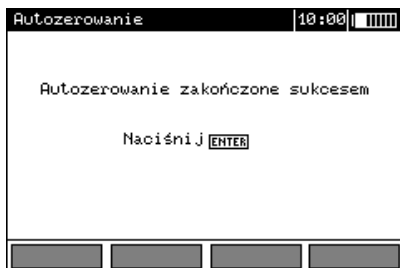 Autozerowanie 10:00
Autozerowanie zakończone sukcesem
Naciśnij ENTER